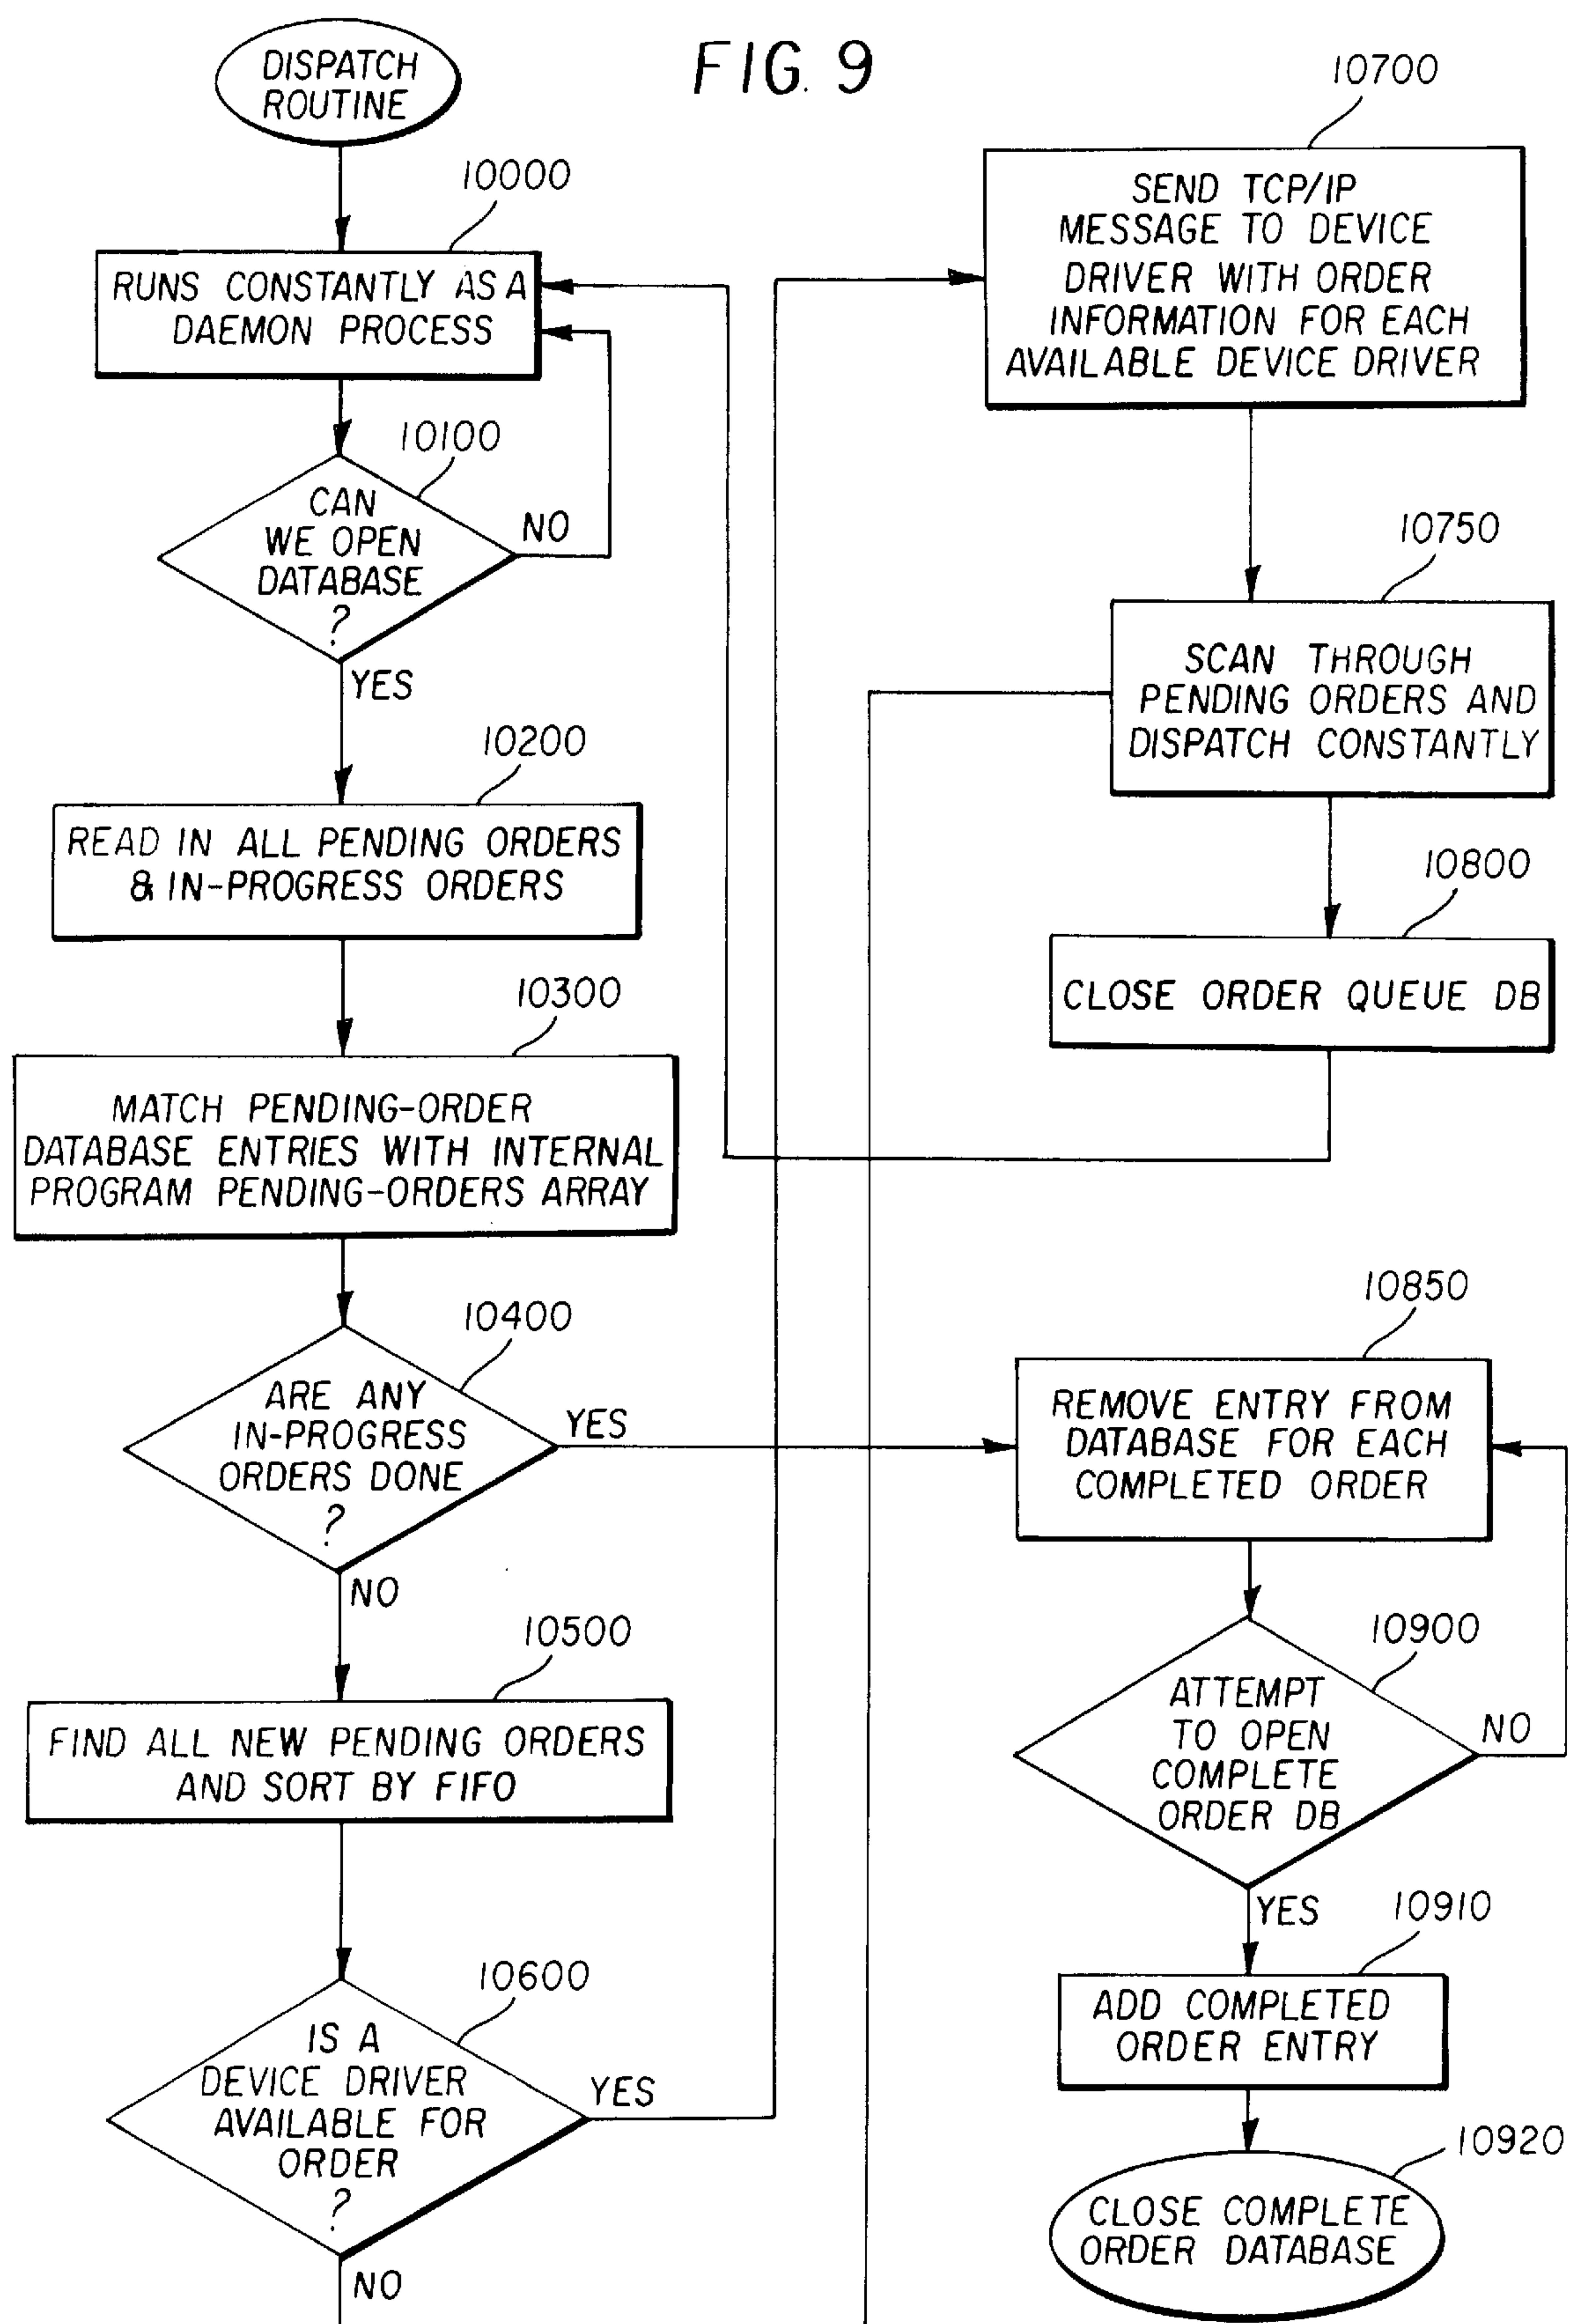 FIG. 9
DISPATCH
ROUTINE
10000
RUNS CONSTANTLY AS A
DAEMON PROCESS
10100
CAN
WE OPEN
DATABASE
?
NO
YES
10200
READ IN ALL PENDING ORDERS
& IN-PROGRESS ORDERS
10300
MATCH PENDING-ORDER
DATABASE ENTRIES WITH INTERNAL
PROGRAM PENDING-ORDERS ARRAY
10400
ARE ANY
IN-PROGRESS
ORDERS DONE
?
YES
NO
10500
FIND ALL NEW PENDING ORDERS
AND SORT BY FIFO
10600
IS A
DEVICE DRIVER
AVAILABLE FOR
ORDER
?
YES
NO
10700
SEND TCP/IP
MESSAGE TO DEVICE
DRIVER WITH ORDER
INFORMATION FOR EACH
AVAILABLE DEVICE DRIVER
10750
SCAN THROUGH
PENDING ORDERS AND
DISPATCH CONSTANTLY
10800
CLOSE ORDER QUEUE DB
10850
REMOVE ENTRY FROM
DATABASE FOR EACH
COMPLETED ORDER
10900
ATTEMPT
TO OPEN
COMPLETE
ORDER DB
NO
YES
10910
ADD COMPLETED
ORDER ENTRY
10920
CLOSE COMPLETE
ORDER DATABASE